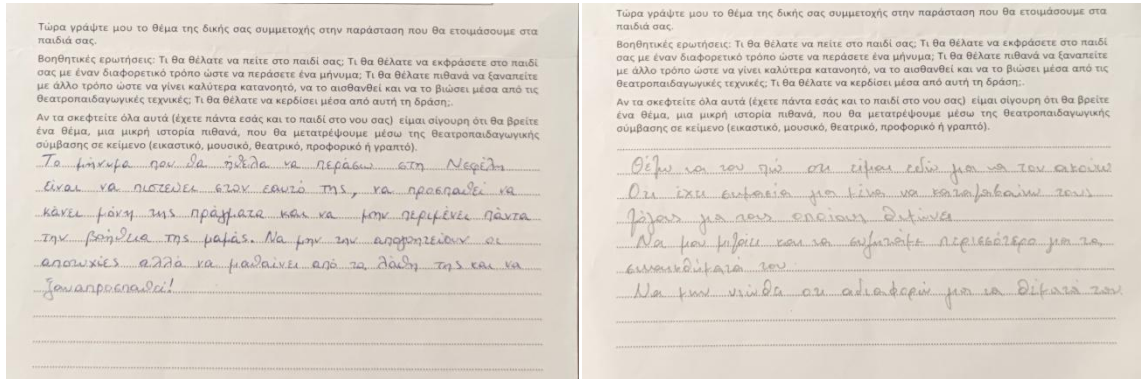 Τώρα γράψτε μου το θέμα της δικής σας συμμετοχής στην παράσταση που θα ετοιμάσουμε στα
παιδιά σας.
Βοηθητικές ερωτήσεις: Τι θα θέλατε να πείτε στο παιδί σας; Τι θα θέλατε να εκφράσετε στο παιδί
σας με έναν διαφορετικό τρόπο ώστε να περάσετε ένα μήνυμα; Τι θα θέλατε πιθανά να ξαναπείτε
με άλλο τρόπο ώστε να γίνει καλύτερα κατανοητό, να το αισθανθεί και να το βιώσει μέσα από τις
θεατροπαιδαγωγικές τεχνικές; Τι θα θέλατε να κερδίσει μέσα από αυτή τη δράση;.
Αν τα σκεφτείτε όλα αυτά (έχετε πάντα εσάς και το παιδί στο νου σας) είμαι σίγουρη ότι θα βρείτε
ένα θέμα, μια μικρή ιστορία πιθανά, που θα μετατρέψουμε μέσω της θεατροπαιδαγωγικής
σύμβασης σε κείμενο (εικαστικό, μουσικό, θεατρικό, προφορικό ή γραπτό).
Το μήνυμα που θα ήθελα να περάσω στη Νεφέλη
είναι να πιστεύει στον εαυτό της, να προσπαθεί να
κάνει μόνη της πράγματα και να μην περιμένει πάντα
την βοήθεια της μαμάς. Να μην την απογοητεύουν οι
αποτυχίες αλλά να μαθαίνει από τα λάθη της και να
ξαναπροσπαθεί!
Τώρα γράψτε μου το θέμα της δικής σας συμμετοχής στην παράσταση που θα ετοιμάσουμε στα
παιδιά σας.
Βοηθητικές ερωτήσεις: Τι θα θέλατε να πείτε στο παιδί σας; Τι θα θέλατε να εκφράσετε στο παιδί
σας με έναν διαφορετικό τρόπο ώστε να περάσετε ένα μήνυμα; Τι θα θέλατε πιθανά να ξαναπείτε
με άλλο τρόπο ώστε να γίνει καλύτερα κατανοητό, να το αισθανθεί και να το βιώσει μέσα από τις
θεατροπαιδαγωγικές τεχνικές; Τι θα θέλατε να κερδίσει μέσα από αυτή τη δράση;.
Αν τα σκεφτείτε όλα αυτά (έχετε πάντα εσάς και το παιδί στο νου σας) είμαι σίγουρη ότι θα βρείτε
ένα θέμα, μια μικρή ιστορία πιθανά, που θα μετατρέψουμε μέσω της θεατροπαιδαγωγικής
σύμβασης σε κείμενο (εικαστικό, μουσικό, θεατρικό, προφορικό ή γραπτό).
Θέλω να του πω οτι είμαι εδώ για να τον ακούω
Οτι έχει σημασία για μένα να καταλαβαίνω τους
λόγους για τους οποίους θυμώνει
Να μου μιλάει και να συζητάμε περισσότερο για τα
συναισθήματά του
Να μην νιώθει οτι αδιαφορώ για τα θέματά του